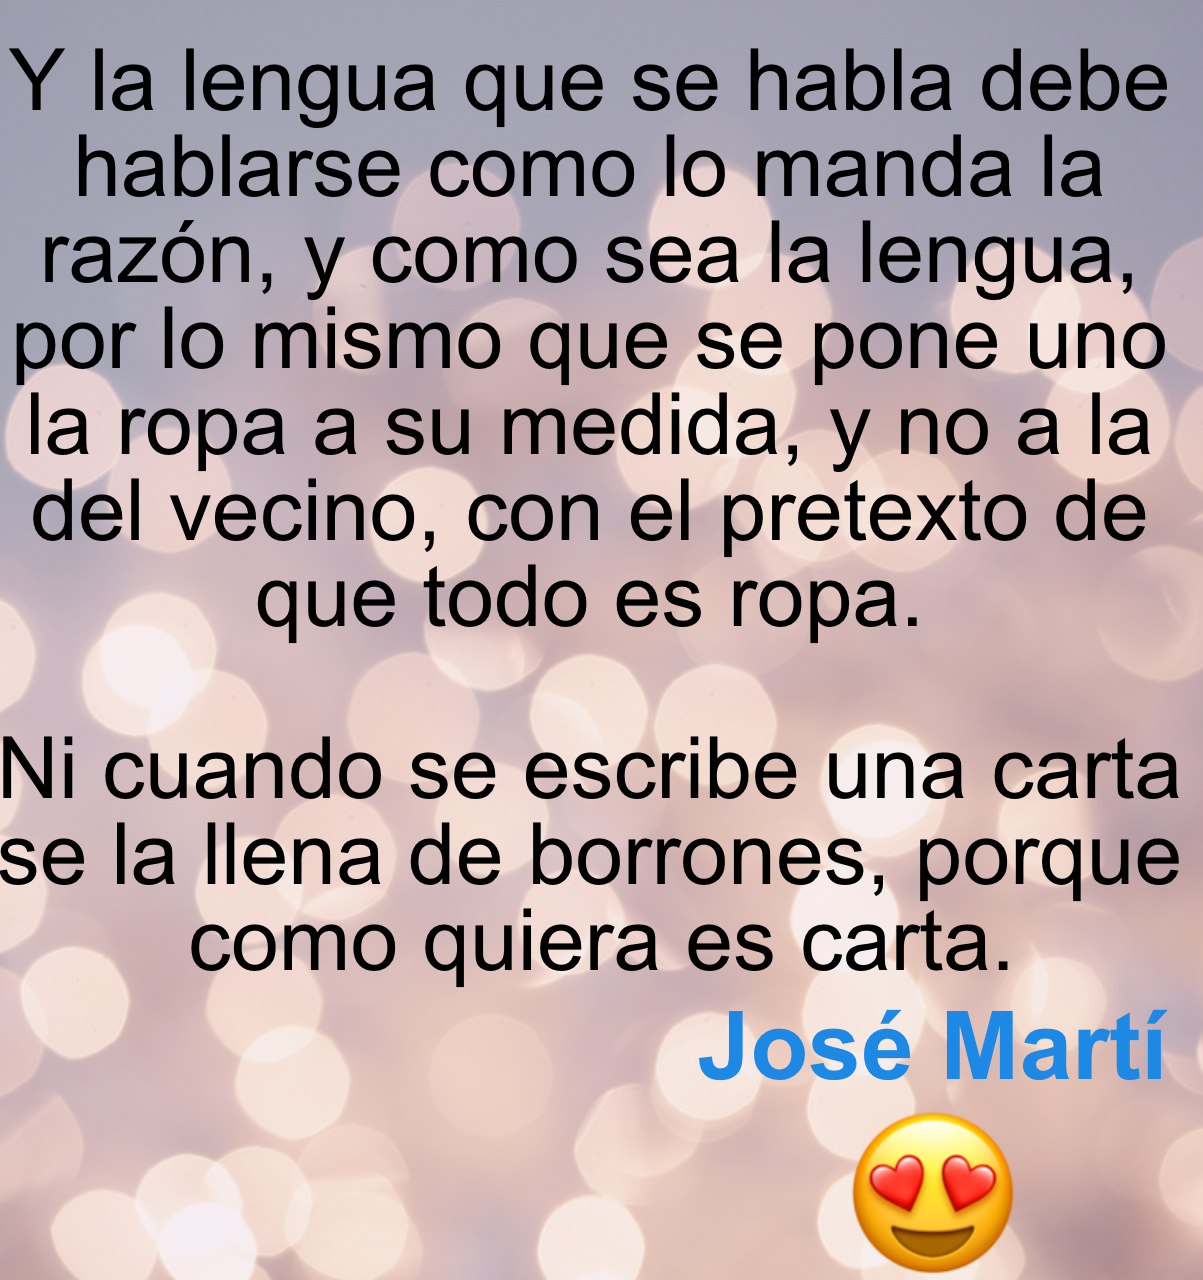 Y la lengua que se habla debe
hablarse como lo manda la
razón, y como sea la lengua,
por lo mismo que se pone uno
la ropa a su medida, y no a la
del vecino, con el pretexto de
que todo es ropa.
Ni cuando se escribe una carta
se la llena de borrones, porque
como quiera es carta.
José Martí